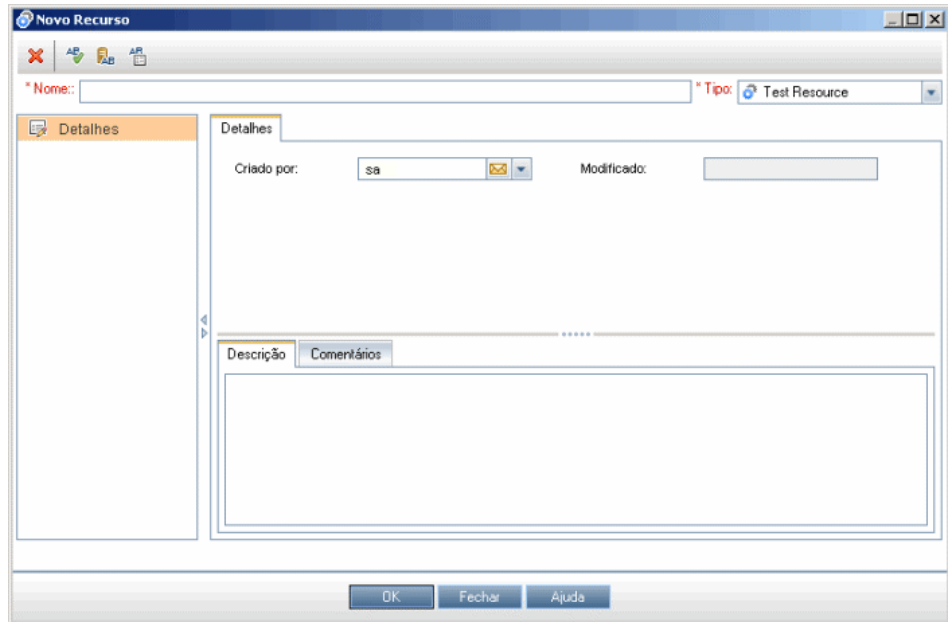 Novo Recurso
* Nome:: * Tipo: Test Resource
Detalhes
Detalhes
Criado por: sa Modificado:
Descrição Comentários
OK Fechar Ajuda